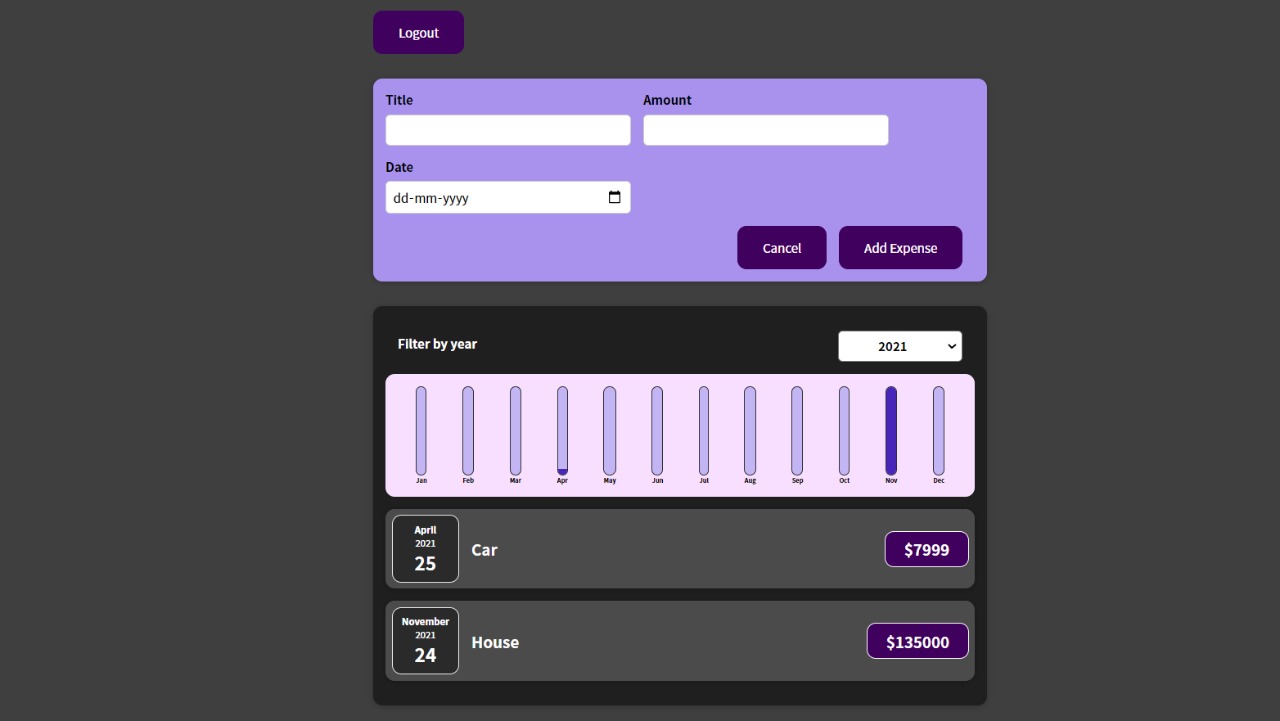 Logout
Title Amount
Date
dd-mm-yyyy
Cancel Add Expense
Filter by year 2021
Jan Feb Mar Apr May Jun Jul Aug Sep Oct Nov Dec
April
2021
25
Car $7999
November
2021
24
House $135000